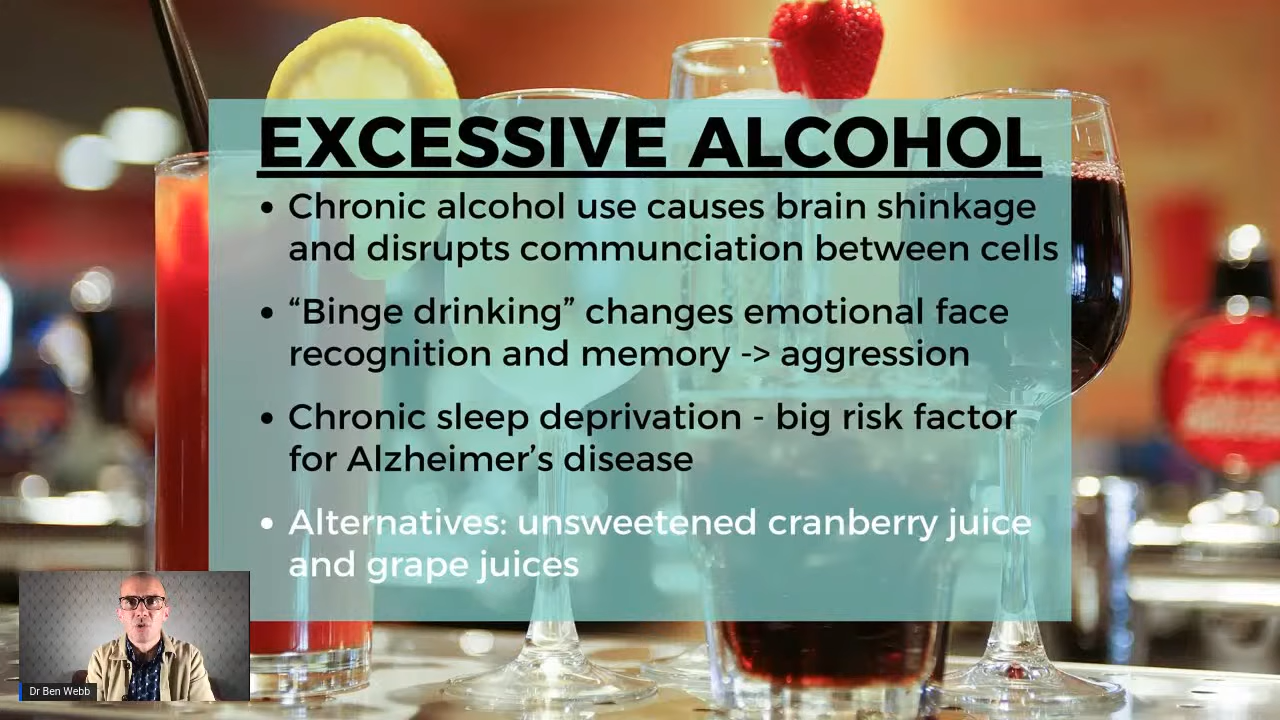 EXCESSIVE ALCOHOL
• Chronic alcohol use causes brain shinkage
and disrupts communciation between cells
• “Binge drinking” changes emotional face
recognition and memory -> aggression
• Chronic sleep deprivation - big risk factor
for Alzheimer’s disease
• Alternatives: unsweetened cranberry juice
and grape juices
Dr Ben Webb